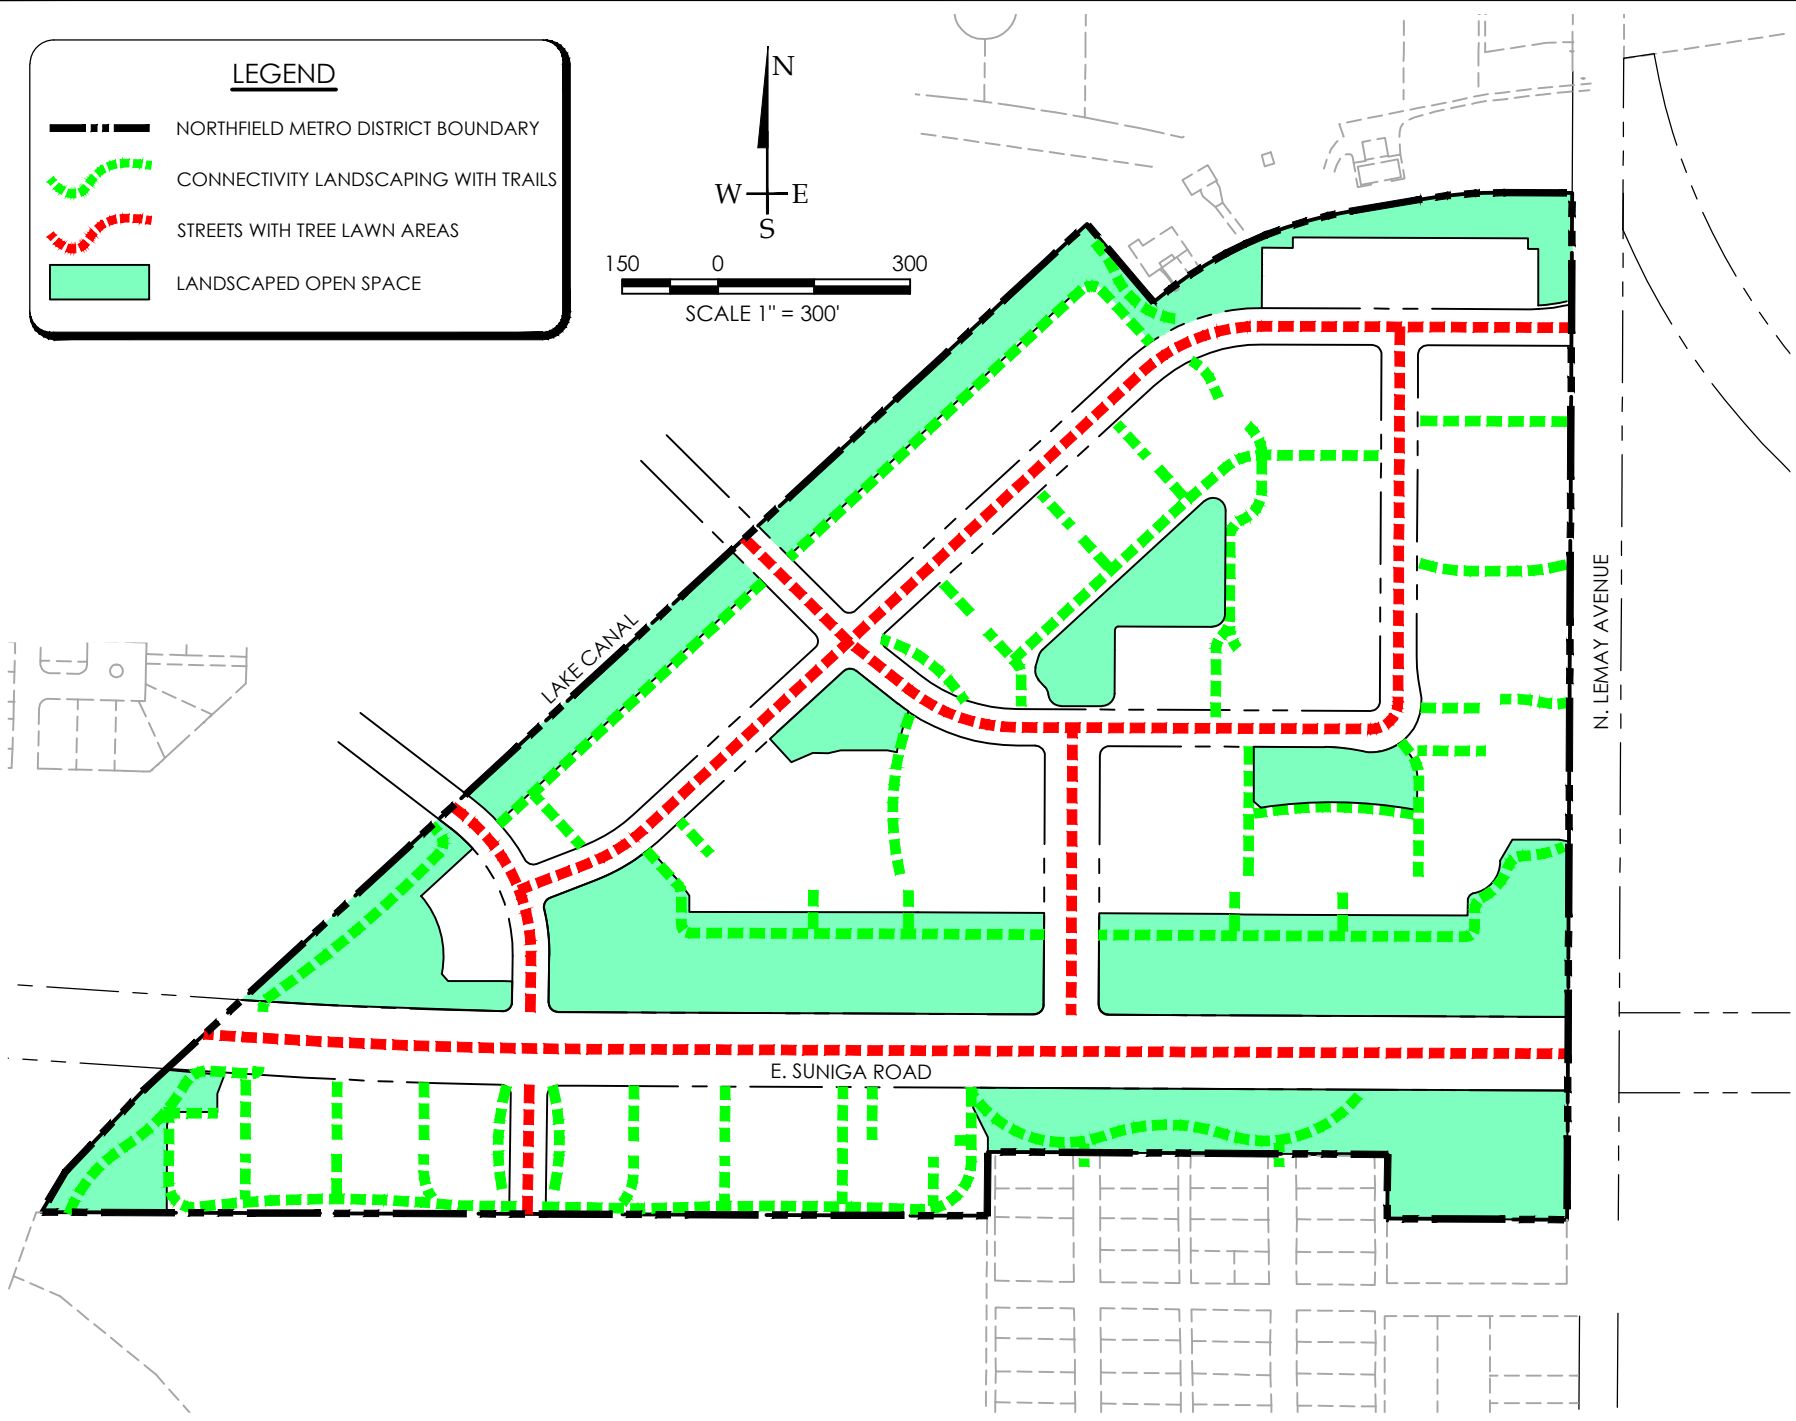 LEGEND
NORTHFIELD METRO DISTRICT BOUNDARY
CONNECTIVITY LANDSCAPING WITH TRAILS
STREETS WITH TREE LAWN AREAS
LANDSCAPED OPEN SPACE
N
W E
S
150 0 300
SCALE 1" = 300'
LAKE CANAL
N. LEMAY AVENUE
E. SUNIGA ROAD